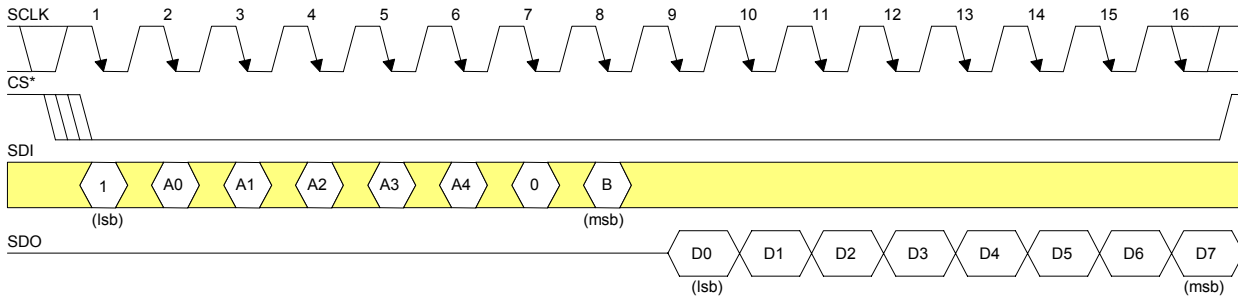 SCLK 1 2 3 4 5 6 7 8 9 10 11 12 13 14 15 16
CS*
SDI
1 A0 A1 A2 A3 A4 0 B
(lsb) (msb)
SDO
D0 D1 D2 D3 D4 D5 D6 D7
(lsb) (msb)